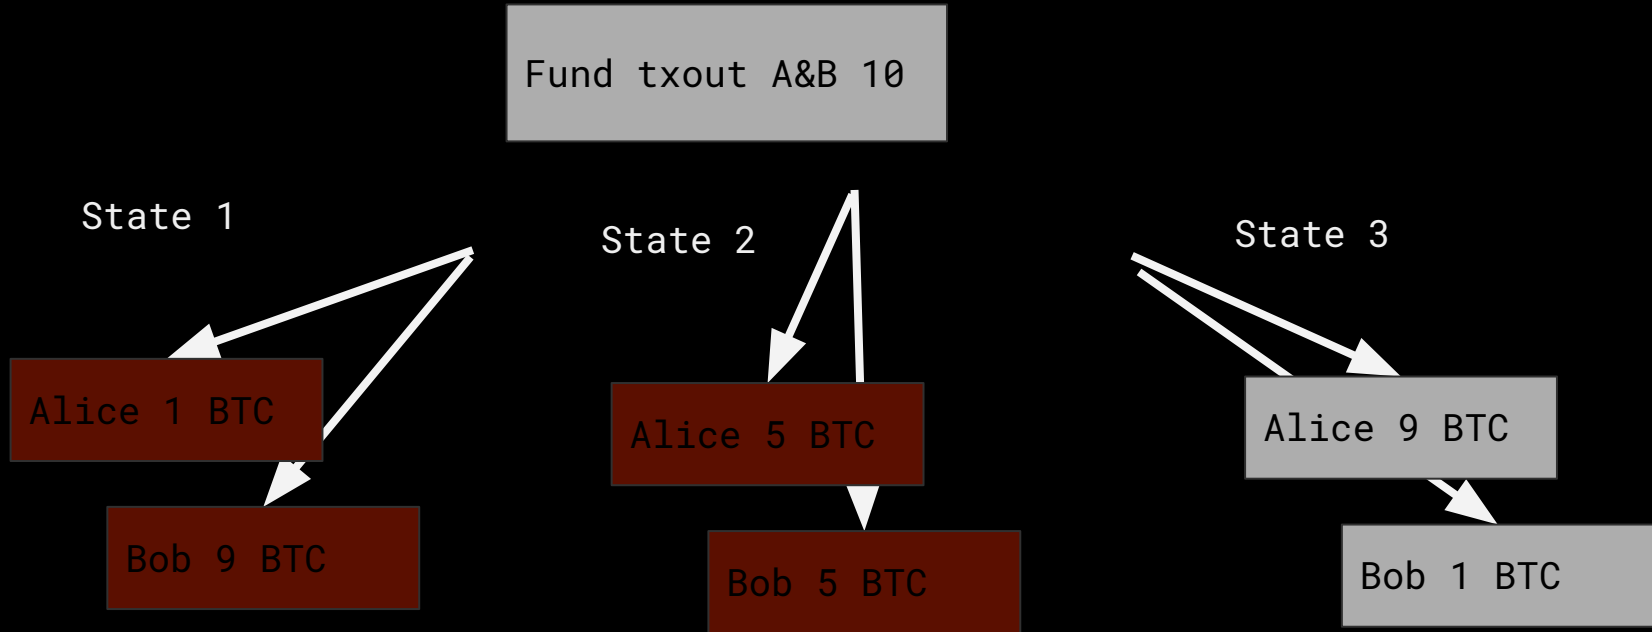 Fund txout A&B 10
State 1
State 2
State 3
Alice 1 BTC
Alice 5 BTC
Alice 9 BTC
Bob 9 BTC
Bob 5 BTC
Bob 1 BTC